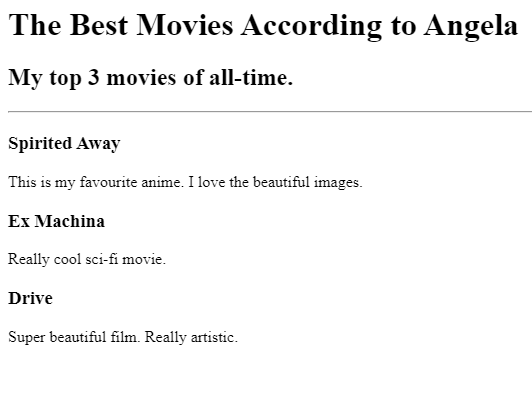 The Best Movies According to Angela
My top 3 movies of all-time.
Spirited Away
This is my favourite anime. I love the beautiful images.
Ex Machina
Really cool sci-fi movie.
Drive
Super beautiful film. Really artistic.